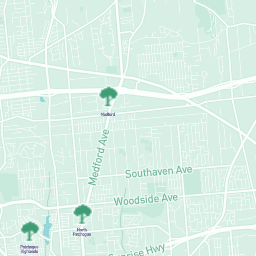 Medford
Medford Ave
Southaven Ave
Woodside Ave
North
Patchogue
Patchogue
Highlands
Sunrise Hwy